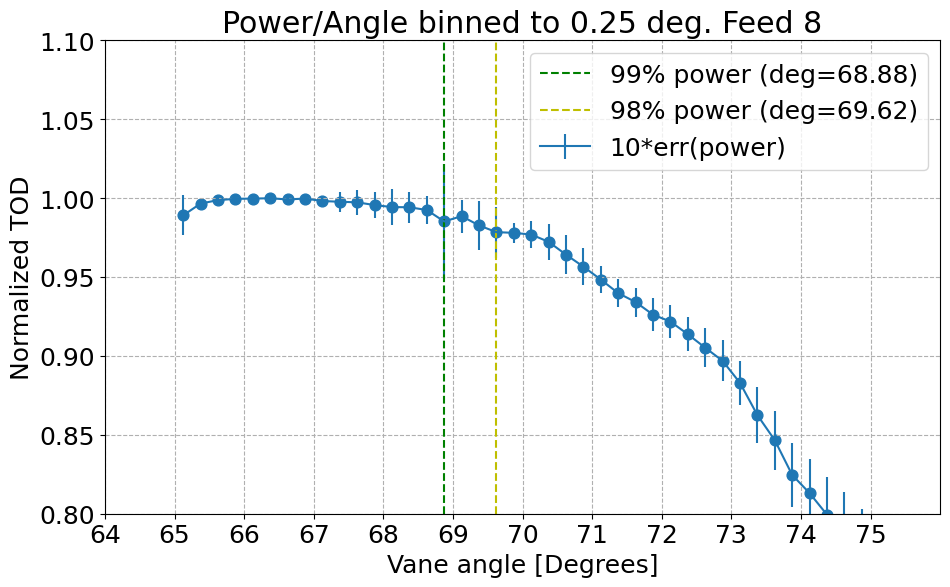 Power/Angle binned to 0.25 deg. Feed 8
1.10
1.05
1.00
0.95
0.90
0.85
0.80
Normalized TOD
99% power (deg=68.88)
98% power (deg=69.62)
10*err(power)
64 65 66 67 68 69 70 71 72 73 74 75
Vane angle [Degrees]